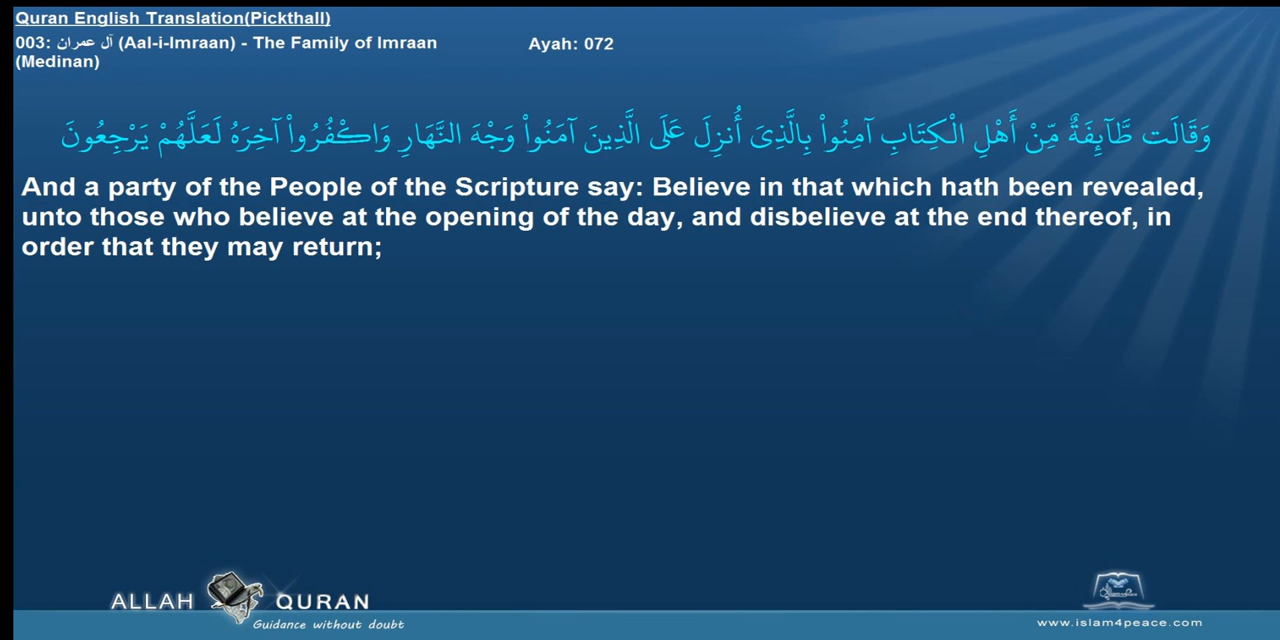 Quran English Translation(Pickthall)
003: آل عمران (Aal-i-Imraan) - The Family of Imraan
(Medinan)
Ayah: 072
وَقَالَت طَّآئِفَةٌ مِّنْ أَهْلِ الْكِتَابِ آمِنُواْ بِالَّذِىَ أُنزِلَ عَلَى الَّذِينَ آمَنُواْ وَجْهَ النَّهَارِ وَاكْفُرُواْ آخِرَهُ لَعَلَّهُمْ يَرْجِعُونَ
And a party of the People of the Scripture say: Believe in that which hath been revealed,
unto those who believe at the opening of the day, and disbelieve at the end thereof, in
order that they may return;
ALLAH QURAN
Guidance without doubt
www.islam4peace.com